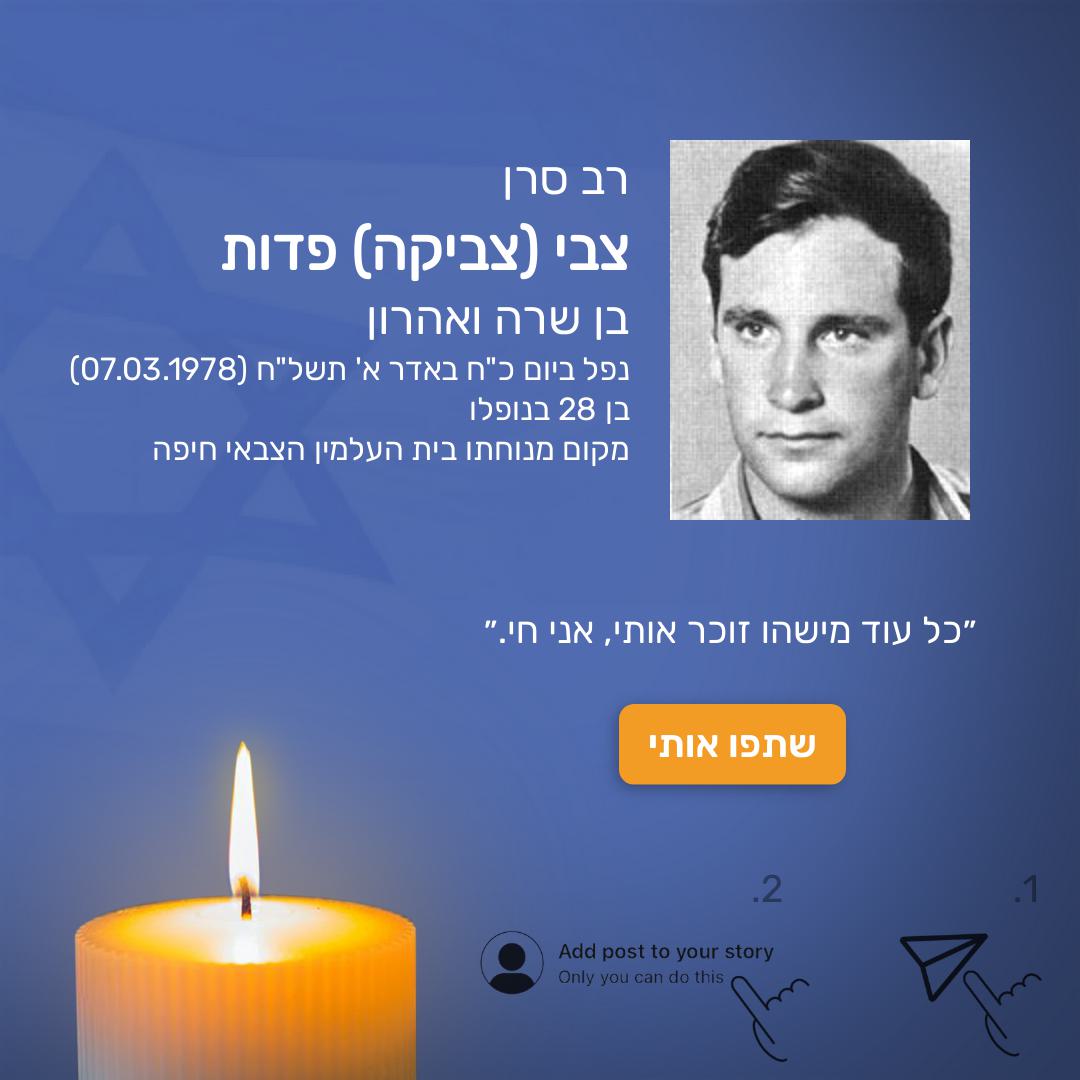 רב סרן
צבי (צביקה) פדות
בן שרה ואהרון
נפל ביום כ"ח באדר א' תשל"ח (07.03.1978)
בן 28 בנופלו
מקום מנוחתו בית העלמין הצבאי חיפה
״כל עוד מישהו זוכר אותי, אני חי.״
שתפו אותי
1.
2.
Add post to your story
Only you can do this